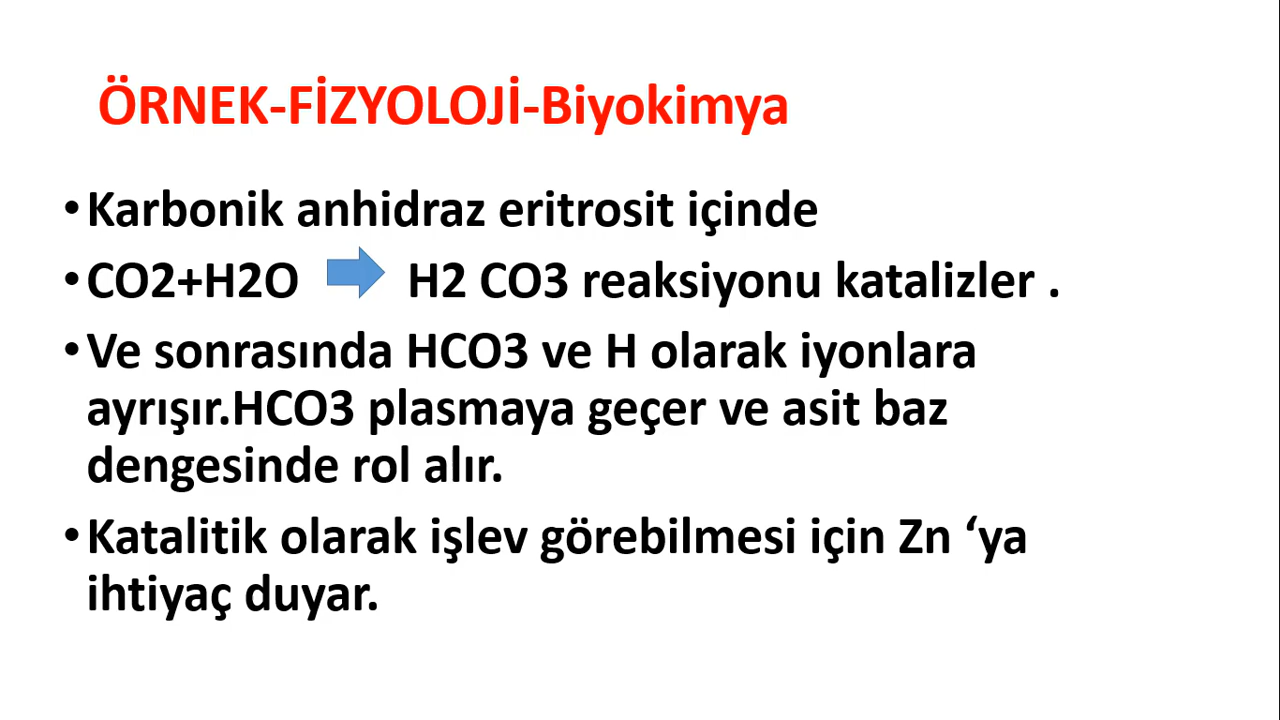 ÖRNEK-FİZYOLOJİ-Biyokimya
•Karbonik anhidraz eritrosit içinde
•CO2+H2O H2 CO3 reaksiyonu katalizler .
•Ve sonrasında HCO3 ve H olarak iyonlara
ayrışır.HCO3 plasmaya geçer ve asit baz
dengesinde rol alır.
•Katalitik olarak işlev görebilmesi için Zn ‘ya
ihtiyaç duyar.